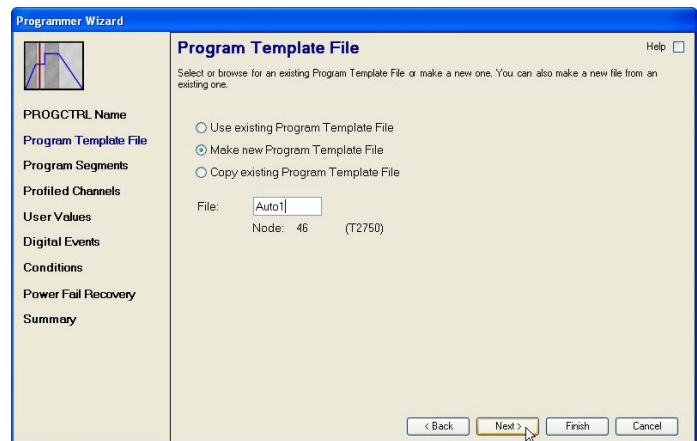 Programmer Wizard
Program Template File
Help
Select or browse for an existing Program Template File or make a new one. You can also make a new file from an
existing one.
PROGCTRL Name
Program Template File
Program Segments
Profiled Channels
User Values
Digital Events
Conditions
Power Fail Recovery
Summary
Use existing Program Template File
Make new Program Template File
Copy existing Program Template File
File: Auto1
Node: 46 (T2750)
< Back Next > Finish Cancel